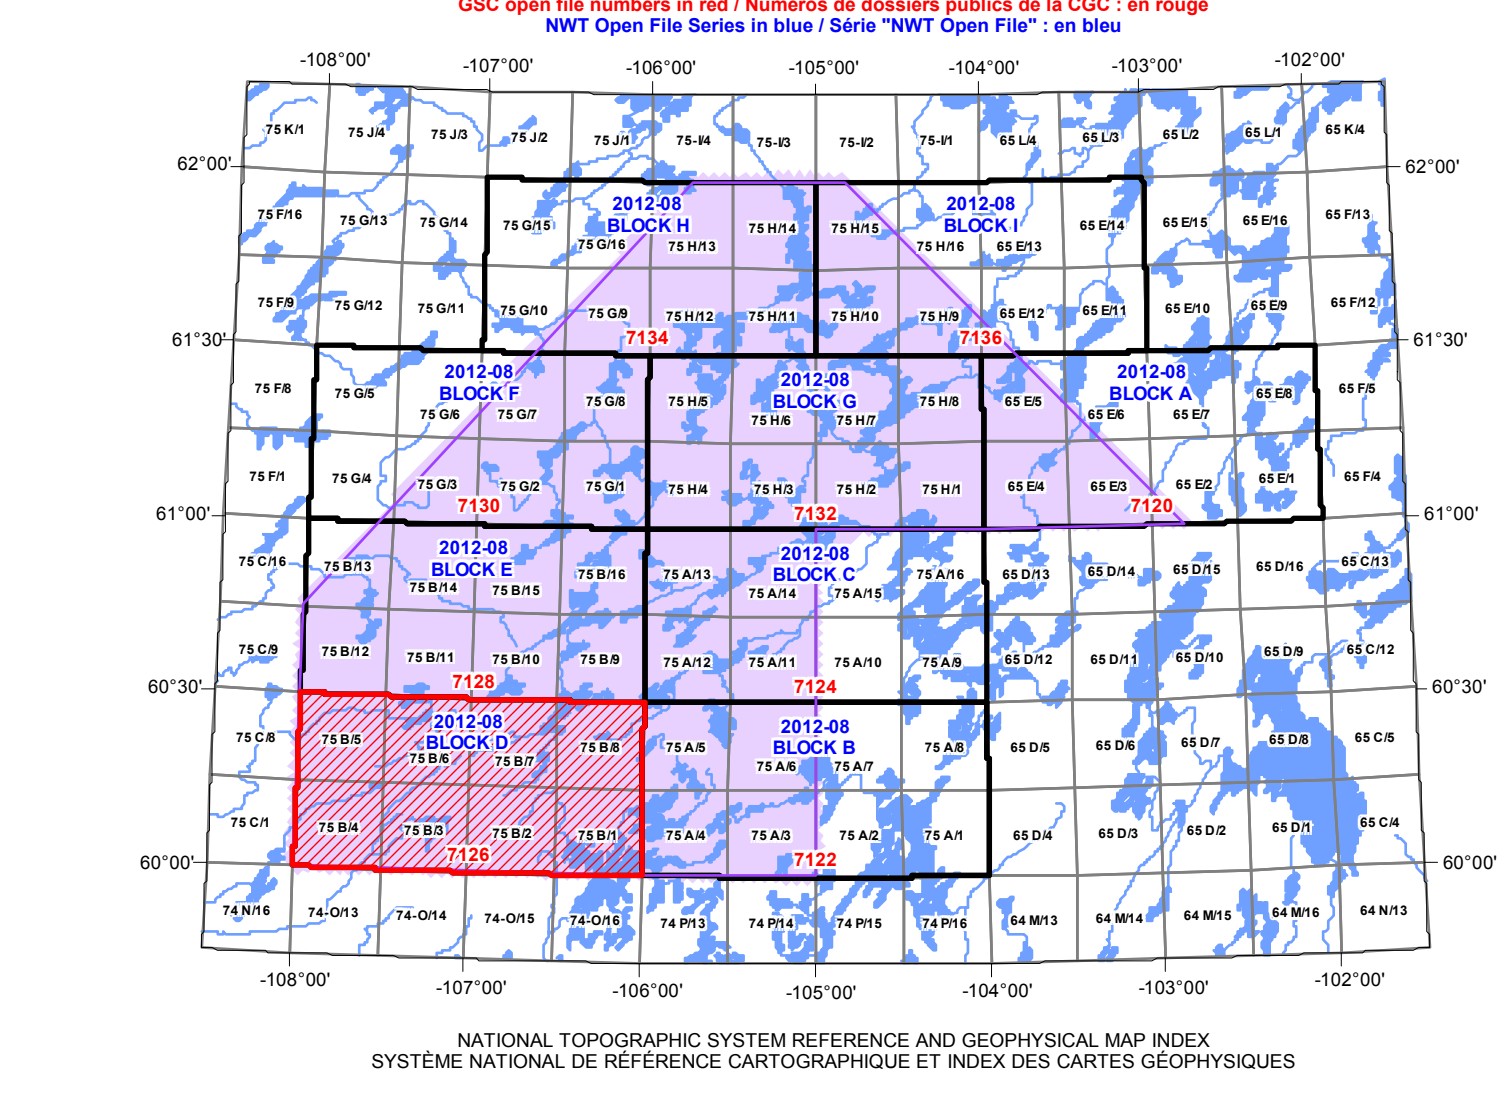 GSC open file numbers in red / Numéros de dossiers publics de la CGC : en rouge
NWT Open File Series in blue / Série "NWT Open File" : en bleu
-108°00' -107°00' -106°00' -105°00' -104°00' -103°00' -102°00'
75 K/1 75 J/4 75 J/3 75 J/2 75 J/1 75-I/4 75-I/3 75-I/2 75-I/1 65 L/4 65 L/3 65 L/2 65 L/1 65 K/4
62°00' 62°00'
2012-08 2012-08
BLOCK H BLOCK I
75 F/16 75 G/13 75 G/14 75 G/15 75 G/16 75 H/13 75 H/14 75 H/15 75 H/16 65 E/13 65 E/14 65 E/15 65 E/16 65 F/13
75 F/9 75 G/12 75 G/11 75 G/10 75 G/9 75 H/12 75 H/11 75 H/10 75 H/9 65 E/12 65 E/11 65 E/10 65 E/9 65 F/12
7134 7136
61°30' 61°30'
2012-08 2012-08 2012-08
BLOCK F BLOCK G BLOCK A
75 F/8 75 G/5 75 G/6 75 G/7 75 G/8 75 H/5 75 H/6 75 H/7 75 H/8 65 E/5 65 E/6 65 E/7 65 E/8 65 F/5
75 F/1 75 G/4 75 G/3 75 G/2 75 G/1 75 H/4 75 H/3 75 H/2 75 H/1 65 E/4 65 E/3 65 E/2 65 E/1 65 F/4
7130 7132 7120
61°00' 61°00'
2012-08 2012-08
BLOCK E BLOCK C
75 C/16 75 B/13 75 B/14 75 B/15 75 B/16 75 A/13 75 A/14 75 A/15 75 A/16 65 D/13 65 D/14 65 D/15 65 D/16 65 C/13
75 C/9 75 B/12 75 B/11 75 B/10 75 B/9 75 A/12 75 A/11 75 A/10 75 A/9 65 D/12 65 D/11 65 D/10 65 D/9 65 C/12
7128 7124
60°30' 60°30'
2012-08 2012-08
BLOCK D BLOCK B
75 C/8 75 B/5 75 B/6 75 B/7 75 B/8 75 A/5 75 A/6 75 A/7 75 A/8 65 D/5 65 D/6 65 D/7 65 D/8 65 C/5
75 C/1 75 B/4 75 B/3 75 B/2 75 B/1 75 A/4 75 A/3 75 A/2 75 A/1 65 D/4 65 D/3 65 D/2 65 D/1 65 C/4
7126 7122
60°00' 60°00'
74 N/16 74-O/13 74-O/14 74-O/15 74-O/16 74 P/13 74 P/14 74 P/15 74 P/16 64 M/13 64 M/14 64 M/15 64 M/16 64 N/13
-108°00' -107°00' -106°00' -105°00' -104°00' -103°00' -102°00'
NATIONAL TOPOGRAPHIC SYSTEM REFERENCE AND GEOPHYSICAL MAP INDEX
SYSTÈME NATIONAL DE RÉFÉRENCE CARTOGRAPHIQUE ET INDEX DES CARTES GÉOPHYSIQUES